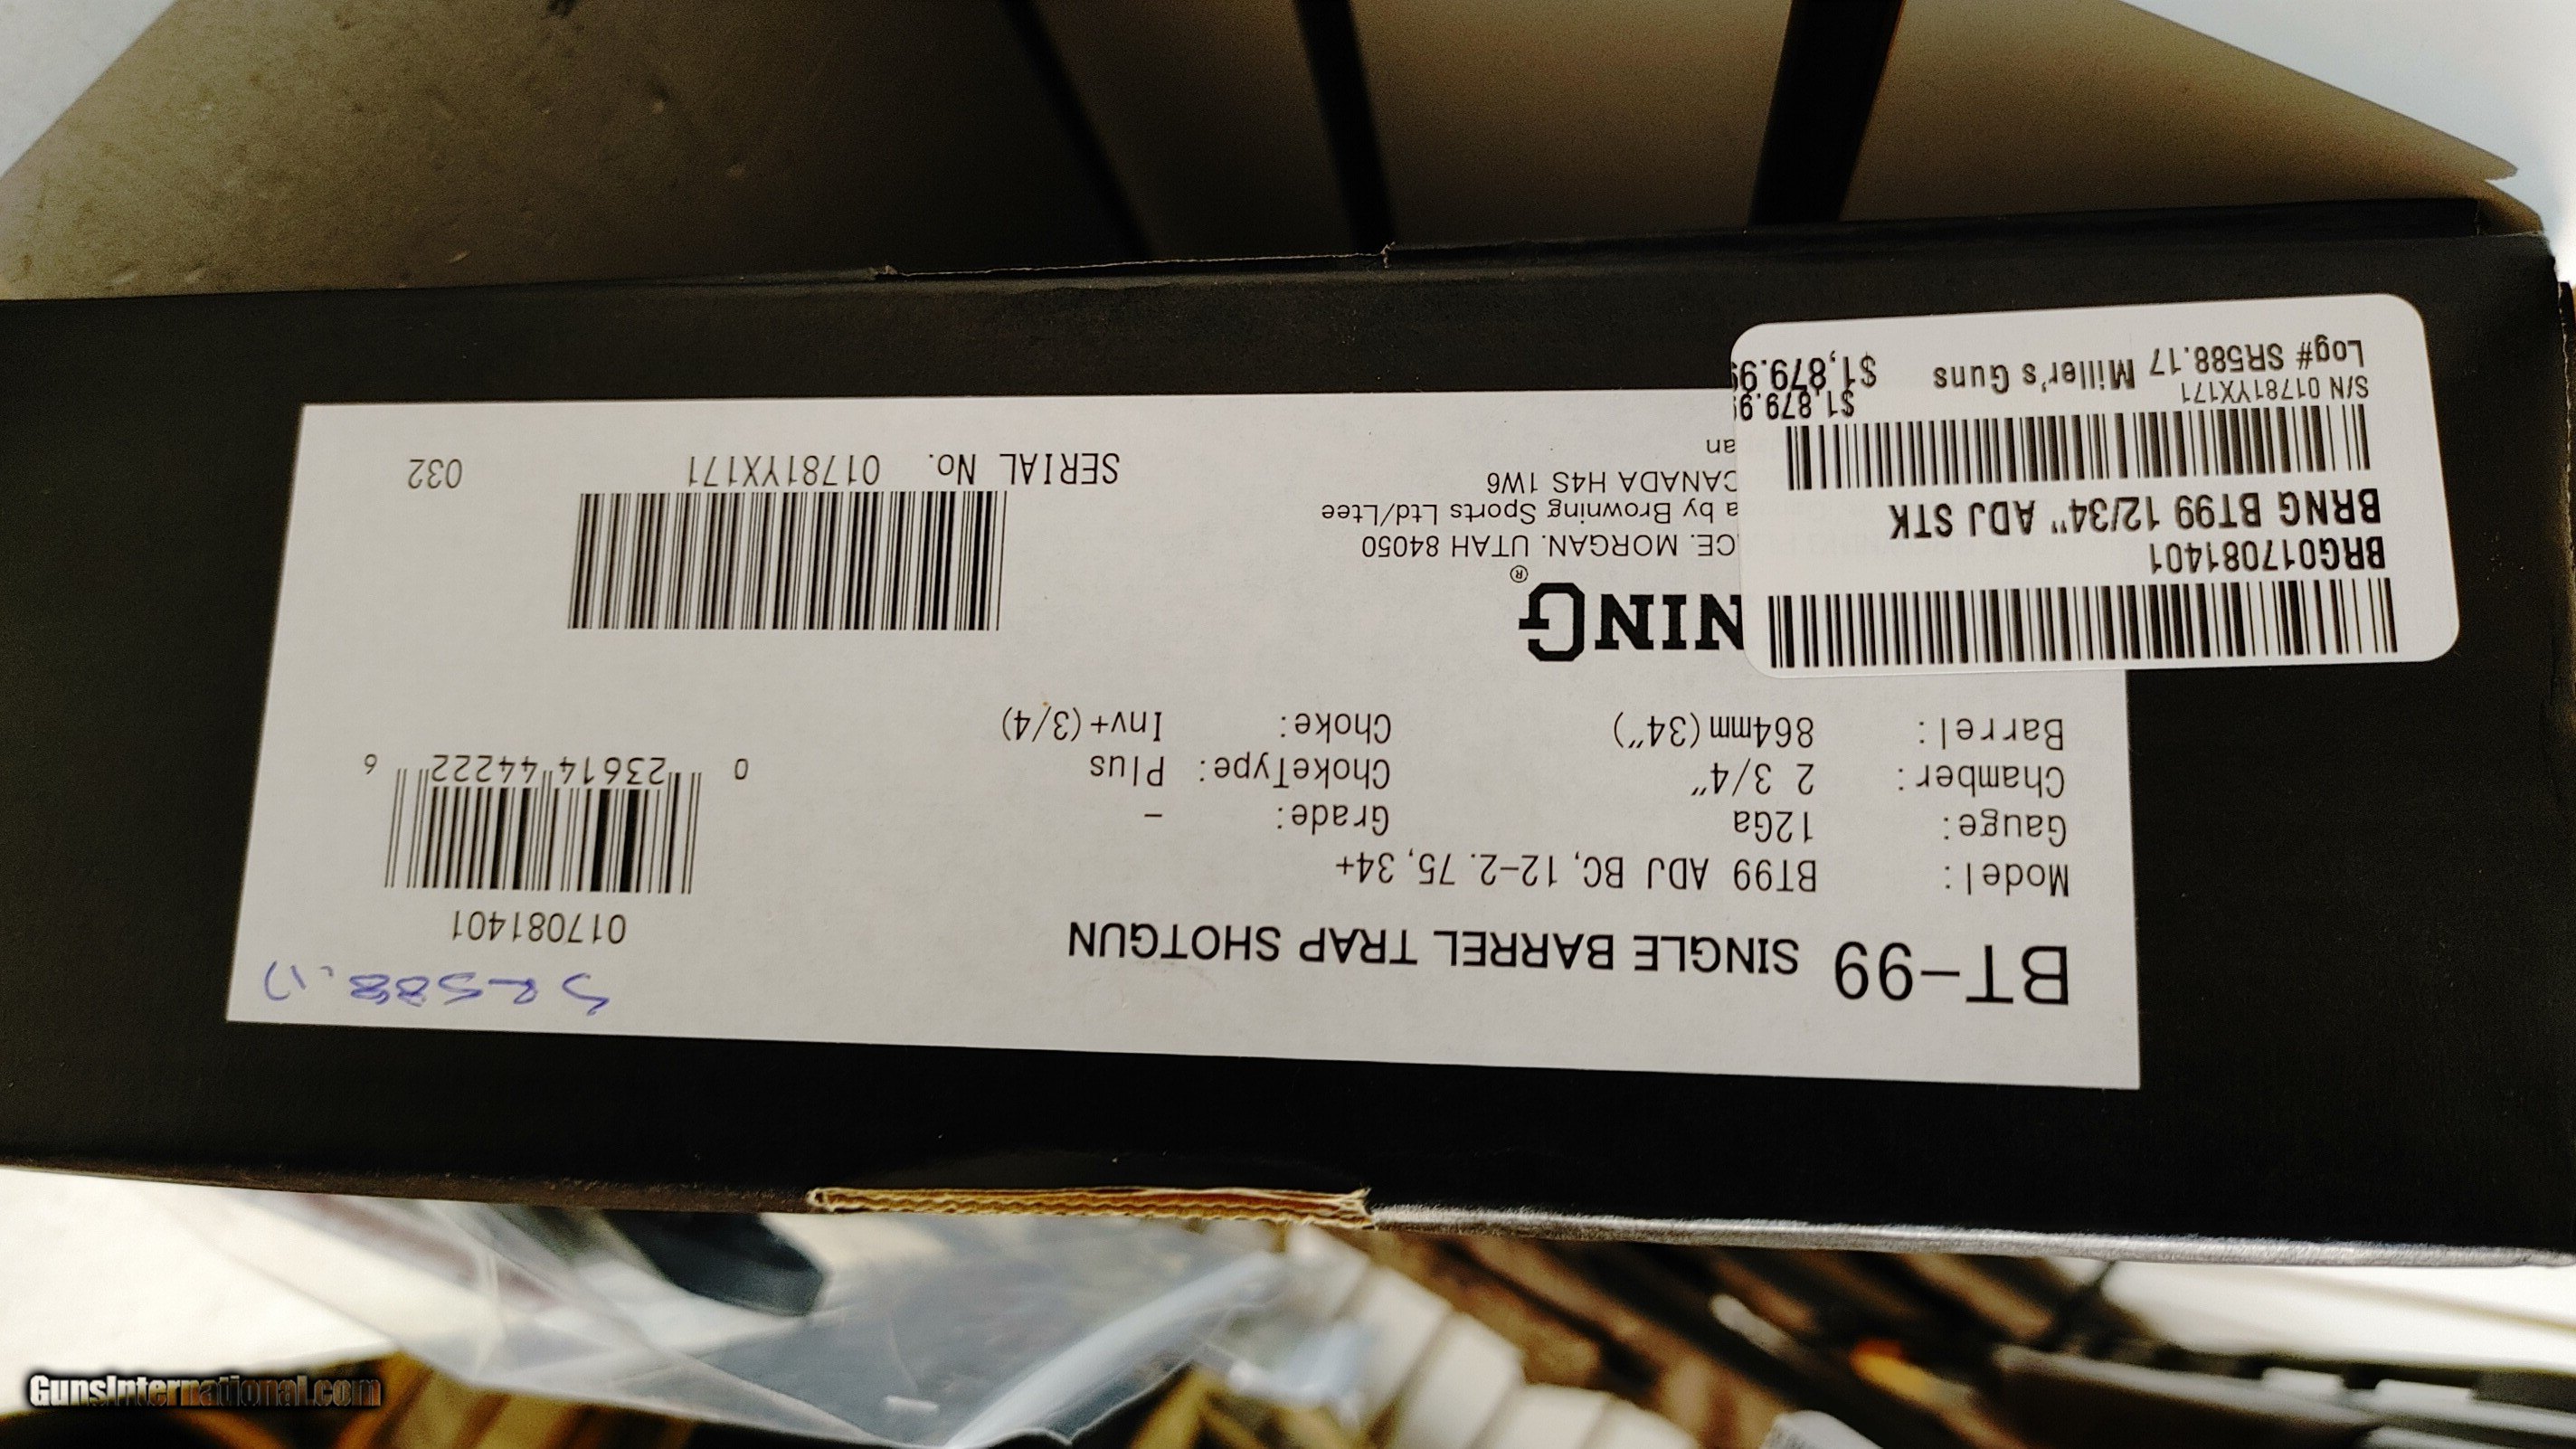 BT-99 SINGLE BARREL TRAP SHOTGUN
SR588.17
017081401
Model: BT99 ADJ BC, 12-2.75, 34+
Gauge: 12Ga Grade: -
Chamber: 2 3/4" ChokeType: Plus
Barrel: 864mm(34") Choke: Inv+(3/4)
0 23614 44222 6
NING®
CE. MORGAN. UTAH 84050
a by Browning Sports Ltd/Ltee
CANADA H4S 1W6
an
SERIAL No. 01781YX171
032
BRG017081401
BRNG BT99 12/34" ADJ STK
S/N 01781YX171
$1,879.99
Log# SR588.17 Miller's Guns $1,879.99
GunsInternational.com